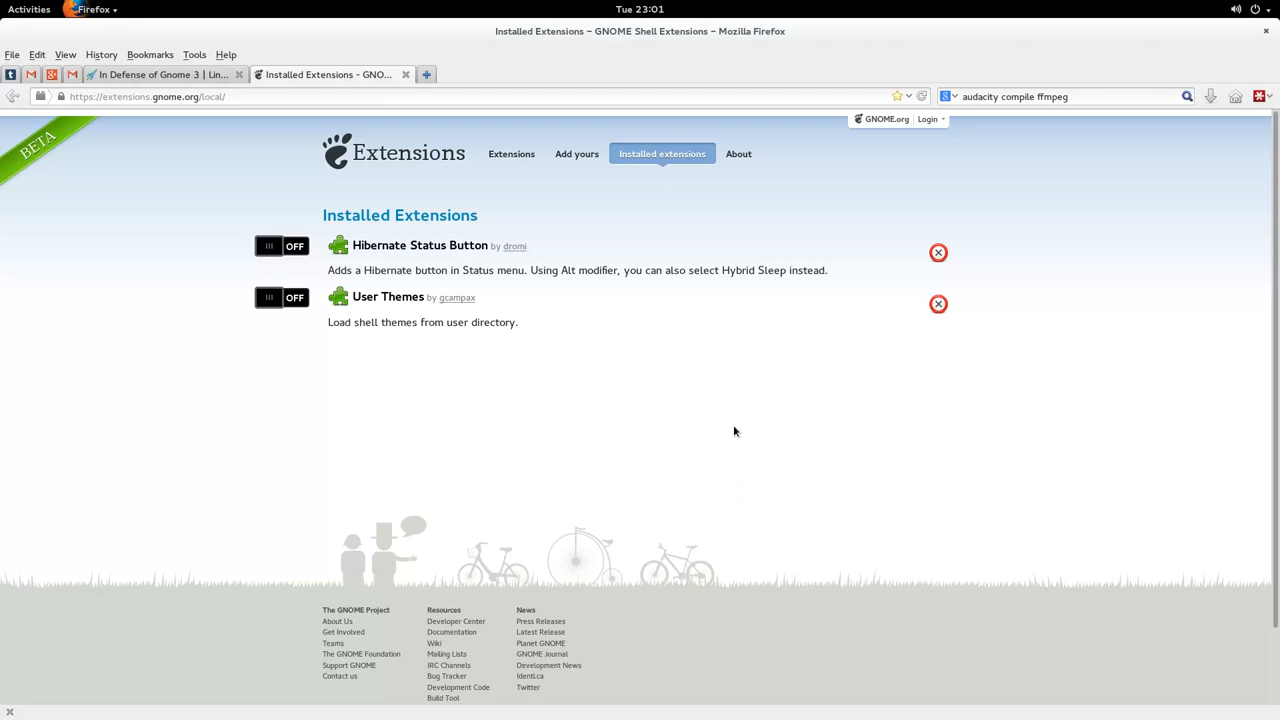 Activities Firefox Tue 23:01
Installed Extensions – GNOME Shell Extensions – Mozilla Firefox
File Edit View History Bookmarks Tools Help
In Defense of Gnome 3 | Lin... Installed Extensions - GNO...
https://extensions.gnome.org/local/ audacity compile ffmpeg
BETA
GNOME.org Login
Extensions Extensions Add yours Installed extensions About
Installed Extensions
OFF Hibernate Status Button by dromi
Adds a Hibernate button in Status menu. Using Alt modifier, you can also select Hybrid Sleep instead.
OFF User Themes by gcampax
Load shell themes from user directory.
The GNOME Project Resources News
About Us Developer Center Press Releases
Get Involved Documentation Latest Release
Teams Wiki Planet GNOME
The GNOME Foundation Mailing Lists GNOME Journal
Support GNOME IRC Channels Development News
Contact us Bug Tracker Identi.ca
Development Code Twitter
Build Tool